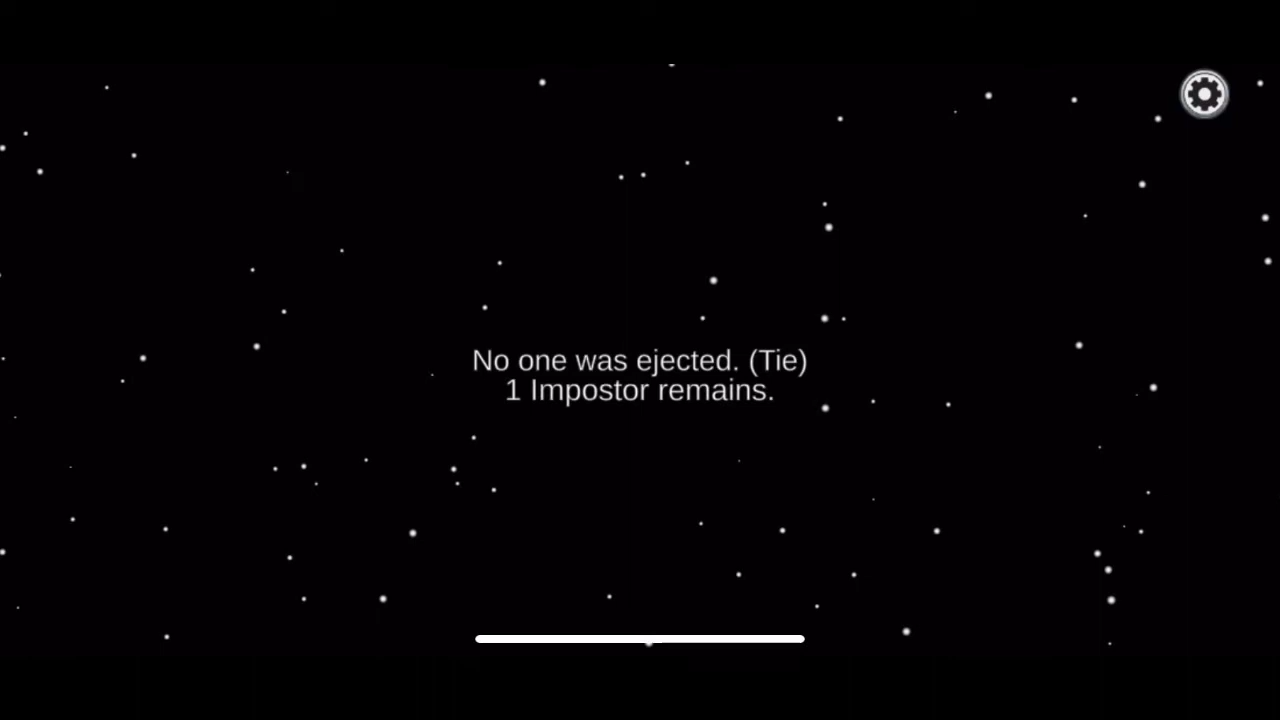 No one was ejected. (Tie)
1 Impostor remains.